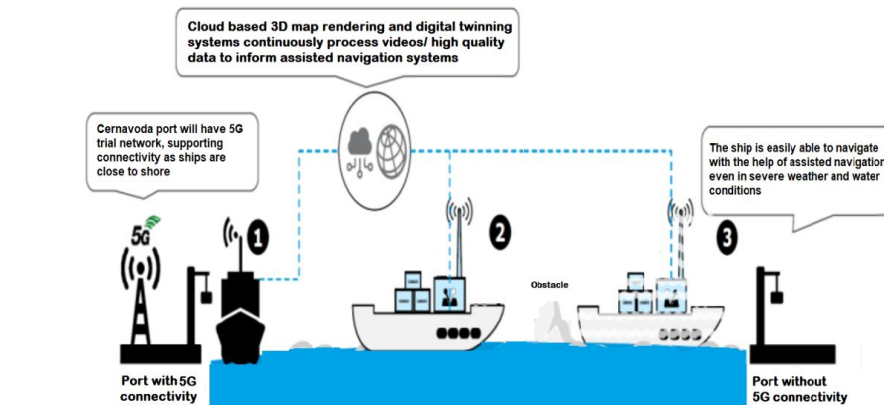 Cloud based 3D map rendering and digital twinning
systems continuously process videos/ high quality
data to inform assisted navigation systems
Cernavoda port will have 5G
trial network, supporting
connectivity as ships are
close to shore
The ship is easily able to navigate
with the help of assisted navigation
even in severe weather and water
conditions
5G
1
2
3
Obstacle
Port with 5G
connectivity
Port without
5G connectivity